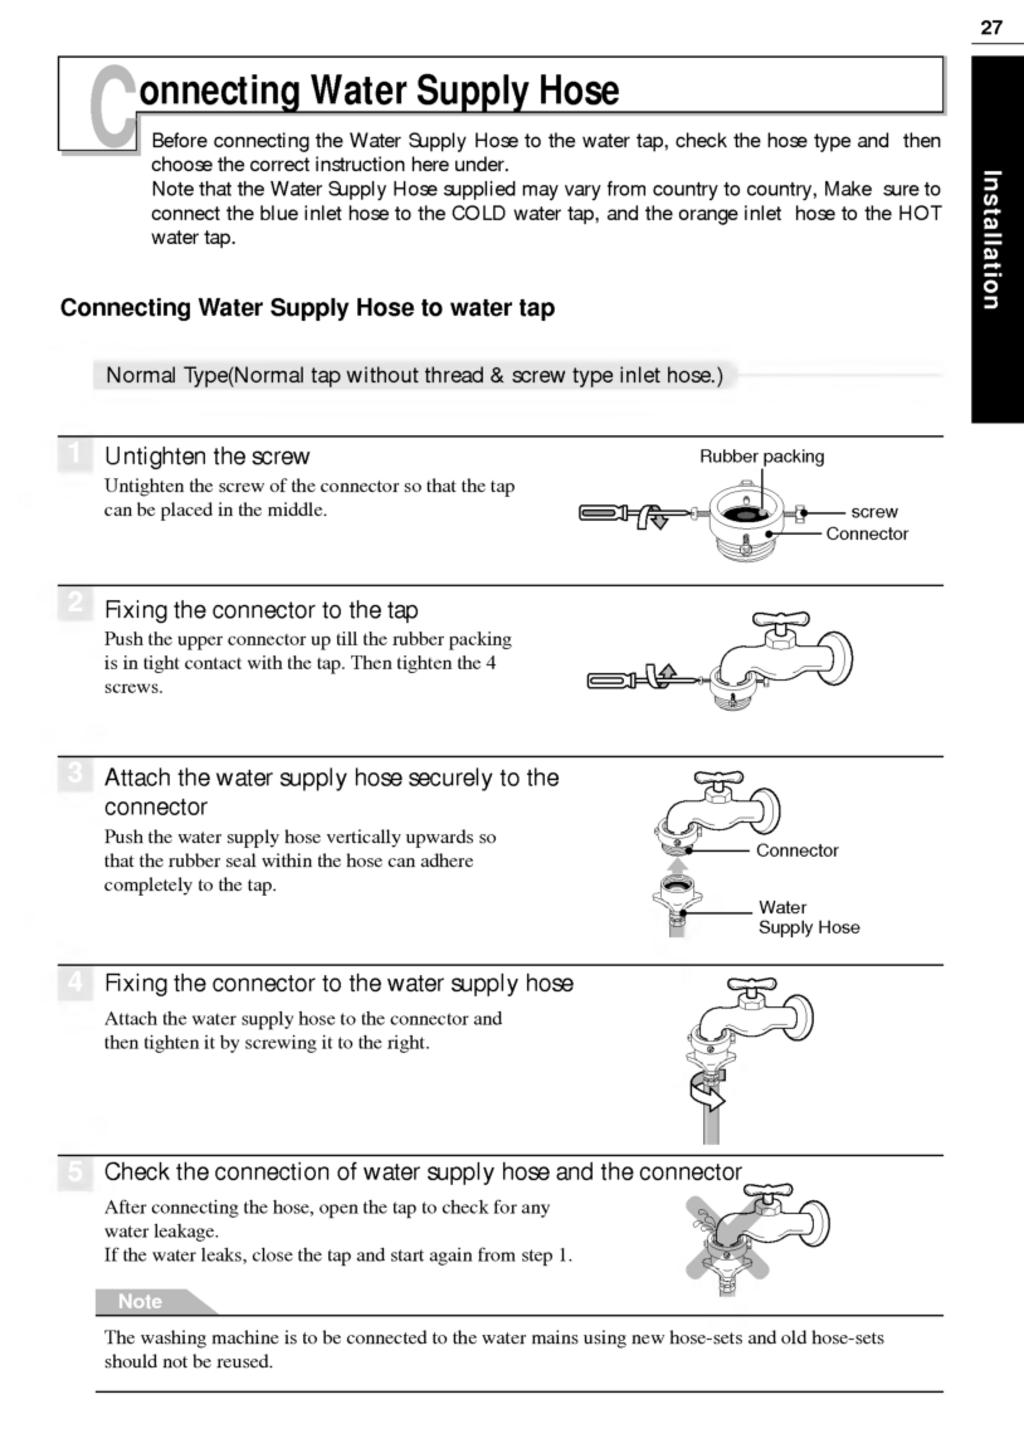 27
Connecting Water Supply Hose
Before connecting the Water Supply Hose to the water tap, check the hose type and then
choose the correct instruction here under.
Note that the Water Supply Hose supplied may vary from country to country, Make sure to
connect the blue inlet hose to the COLD water tap, and the orange inlet hose to the HOT
water tap.
Installation
Connecting Water Supply Hose to water tap
Normal Type(Normal tap without thread & screw type inlet hose.)
1
Untighten the screw
Untighten the screw of the connector so that the tap
can be placed in the middle.
Rubber packing
screw
Connector
2
Fixing the connector to the tap
Push the upper connector up till the rubber packing
is in tight contact with the tap. Then tighten the 4
screws.
3
Attach the water supply hose securely to the
connector
Push the water supply hose vertically upwards so
that the rubber seal within the hose can adhere
completely to the tap.
Connector
Water
Supply Hose
4
Fixing the connector to the water supply hose
Attach the water supply hose to the connector and
then tighten it by screwing it to the right.
5
Check the connection of water supply hose and the connector
After connecting the hose, open the tap to check for any
water leakage.
If the water leaks, close the tap and start again from step 1.
Note
The washing machine is to be connected to the water mains using new hose-sets and old hose-sets
should not be reused.